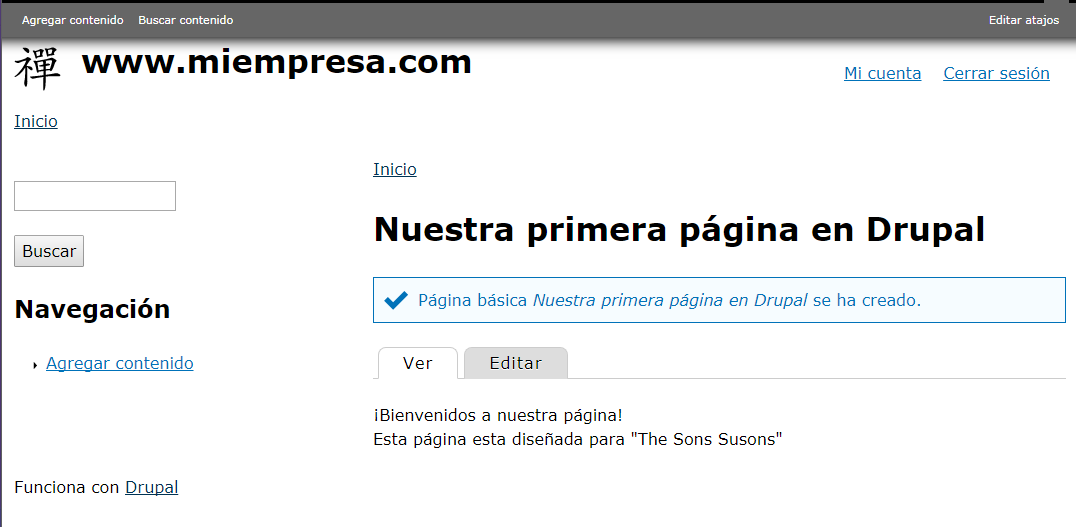 Agregar contenido Buscar contenido Editar atajos
禪 www.miempresa.com
Mi cuenta Cerrar sesión
Inicio
Inicio
Buscar
Nuestra primera página en Drupal
Página básica Nuestra primera página en Drupal se ha creado.
Navegación
Agregar contenido
Ver Editar
¡Bienvenidos a nuestra página!
Esta página esta diseñada para "The Sons Susons"
Funciona con Drupal